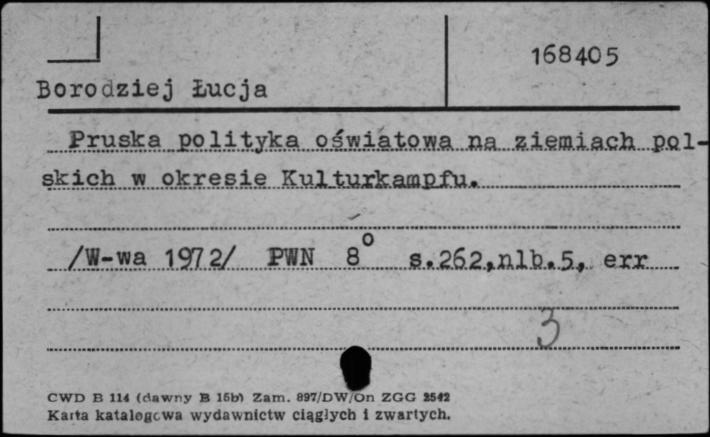 168405
Borodziej Łucja
Pruska polityka oświatowa na ziemiach pol-
skich w okresie Kulturkampfu.
/W-wa 1972/ PWN 8° s.262,nlb.5, err
3
CWD B 114 (dawny B 15b) Zam. 897/DW/On ZGG 2542
Karta katalogowa wydawnictw ciągłych i zwartych.